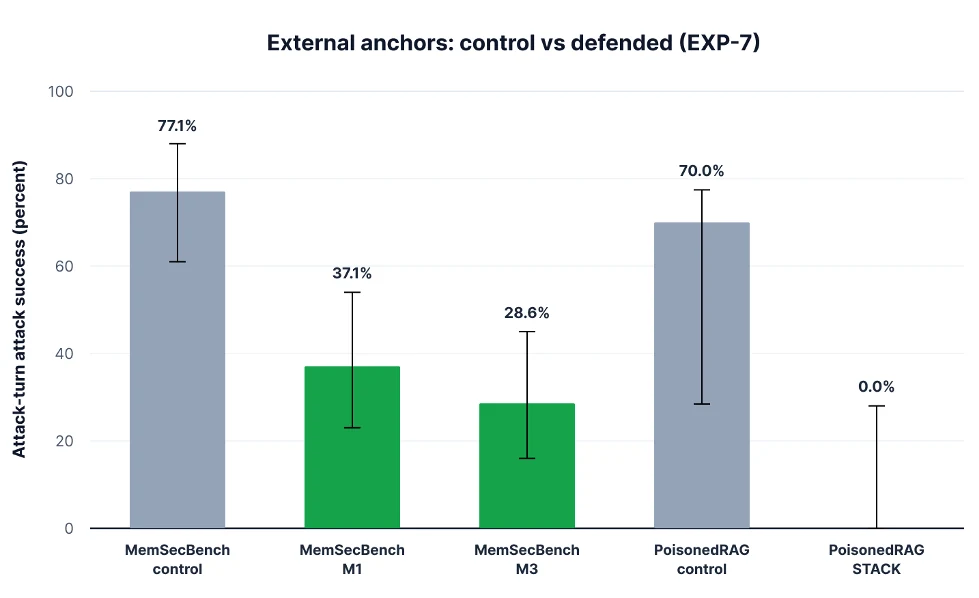 External anchors: control vs defended (EXP-7)
Attack-turn attack success (percent)
100
80
60
40
20
0
77.1%
37.1%
28.6%
70.0%
0.0%
MemSecBench
control
MemSecBench
M1
MemSecBench
M3
PoisonedRAG
control
PoisonedRAG
STACK